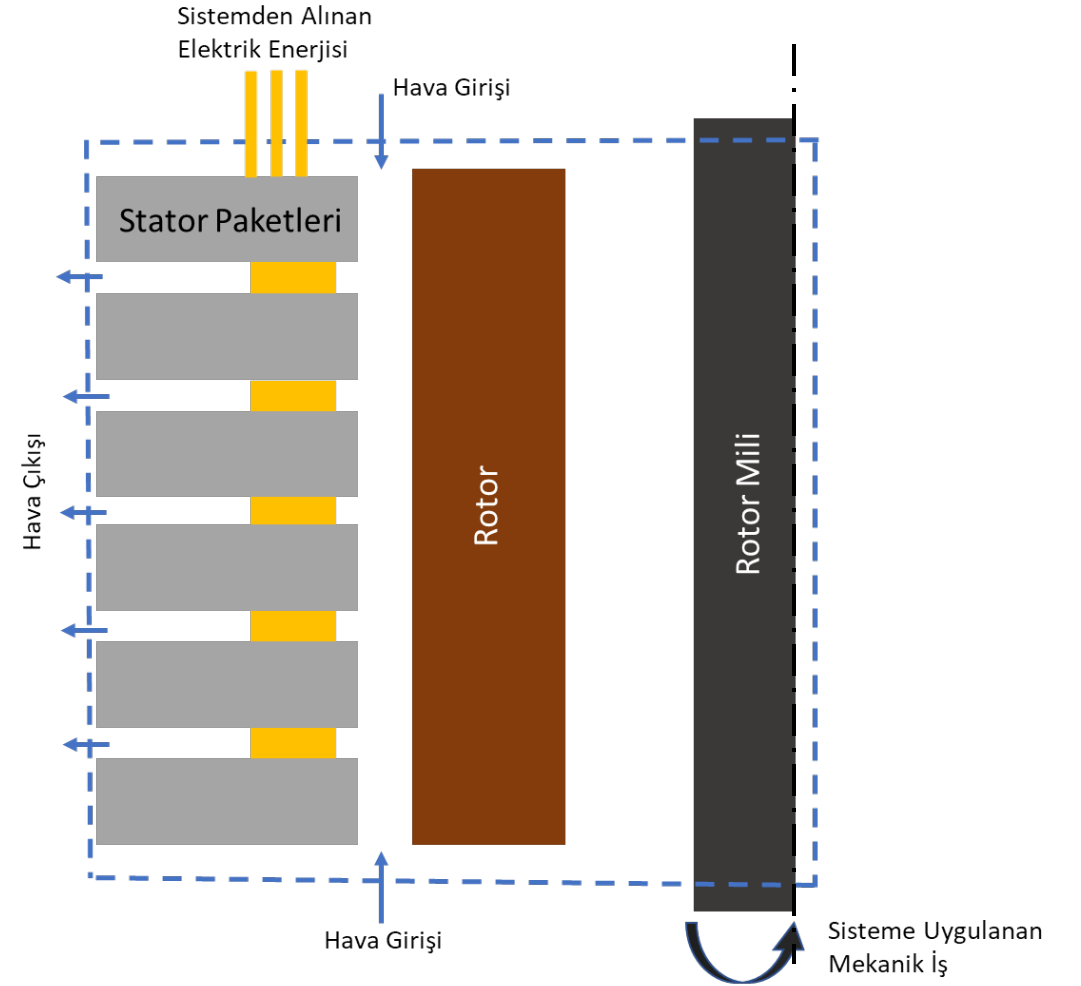 Sistemden Alınan
Elektrik Enerjisi
Hava Girişi
Stator Paketleri
Hava Çıkışı
Rotor
Rotor Mili
Hava Girişi
Sisteme Uygulanan
Mekanik İş